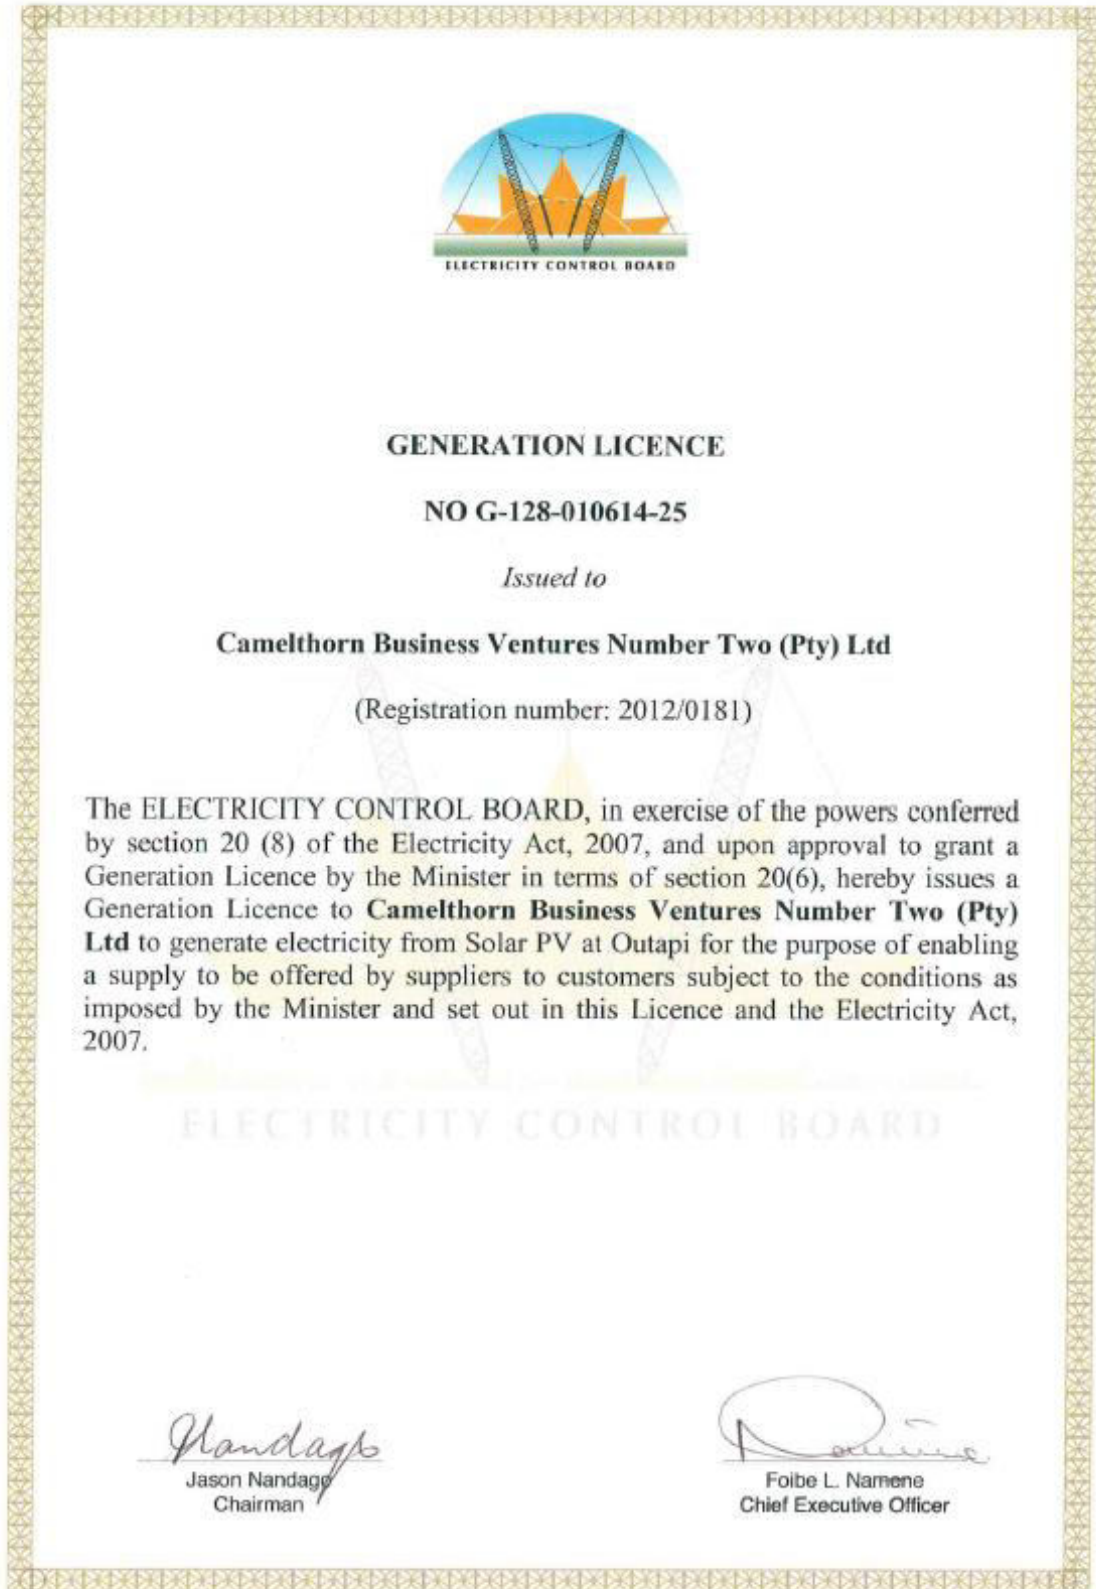 ELECTRICITY CONTROL BOARD
GENERATION LICENCE
NO G-128-010614-25
Issued to
Camelthorn Business Ventures Number Two (Pty) Ltd
(Registration number: 2012/0181)
The ELECTRICITY CONTROL BOARD, in exercise of the powers conferred
by section 20 (8) of the Electricity Act, 2007, and upon approval to grant a
Generation Licence by the Minister in terms of section 20(6), hereby issues a
Generation Licence to Camelthorn Business Ventures Number Two (Pty)
Ltd to generate electricity from Solar PV at Outapi for the purpose of enabling
a supply to be offered by suppliers to customers subject to the conditions as
imposed by the Minister and set out in this Licence and the Electricity Act,
2007.
ELECTRICITY CONTROL BOARD
Nandago
Jason Nandago
Chairman
Namene
Foibe L. Namene
Chief Executive Officer